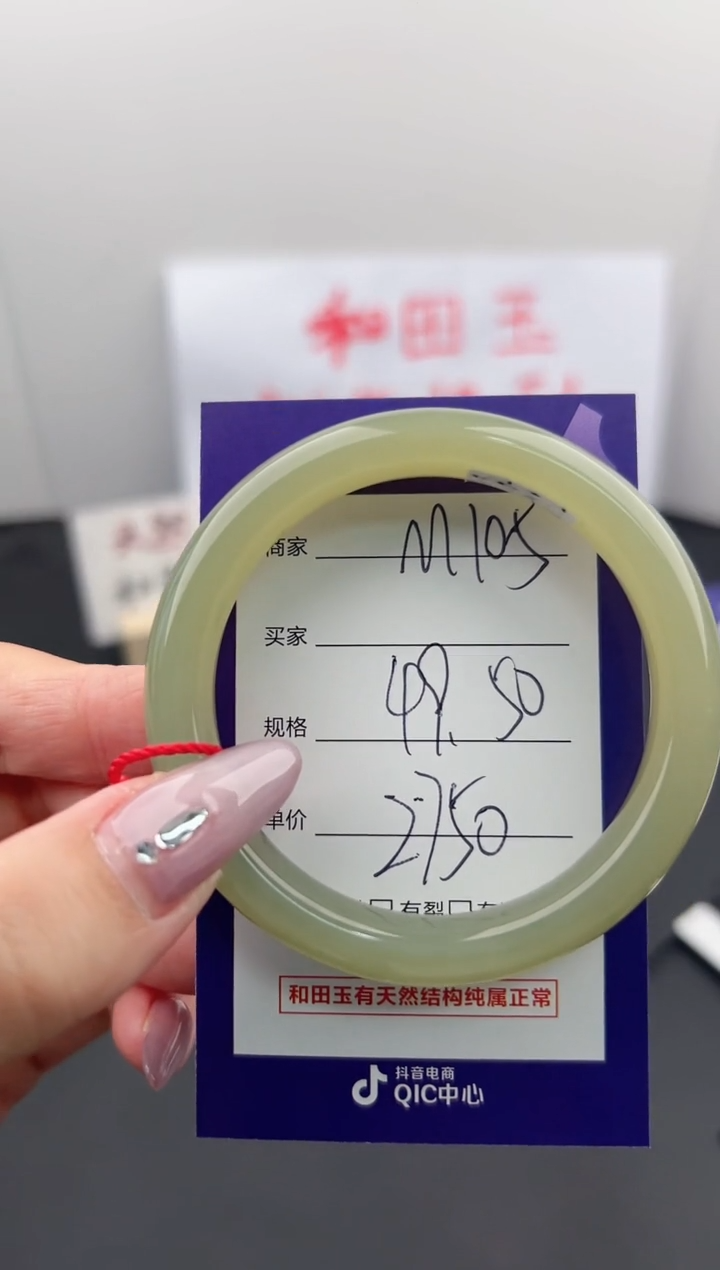 和田玉
商家 M105
买家
规格 49.50
单价 2750
有裂
和田玉有天然结构纯属正常
抖音电商
QIC中心